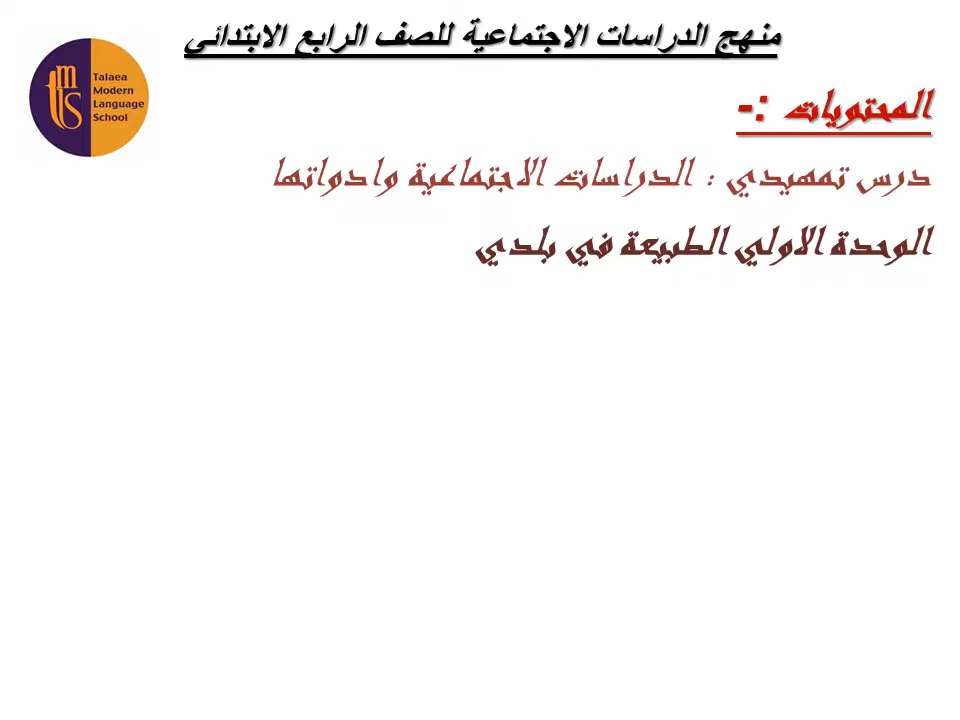 منهج الدراسات الاجتماعية للصف الرابع الابتدائي
Talaea
Modern
Language
School
المحتويات :-
درس تمهيدي : الدراسات الاجتماعية وادواتها
الوحدة الاولي الطبيعة في بلدي